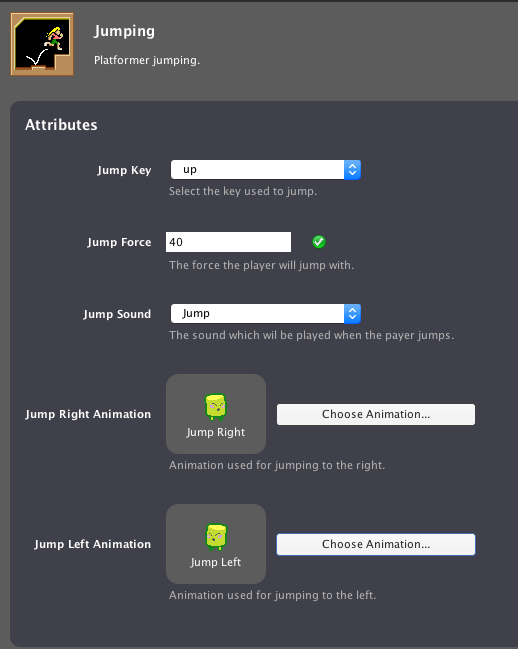 Jumping
Platformer jumping.
Attributes
Jump Key
up
Select the key used to jump.
Jump Force
40
The force the player will jump with.
Jump Sound
Jump
The sound which wil be played when the payer jumps.
Jump Right Animation
Jump Right
Choose Animation...
Animation used for jumping to the right.
Jump Left Animation
Jump Left
Choose Animation...
Animation used for jumping to the left.